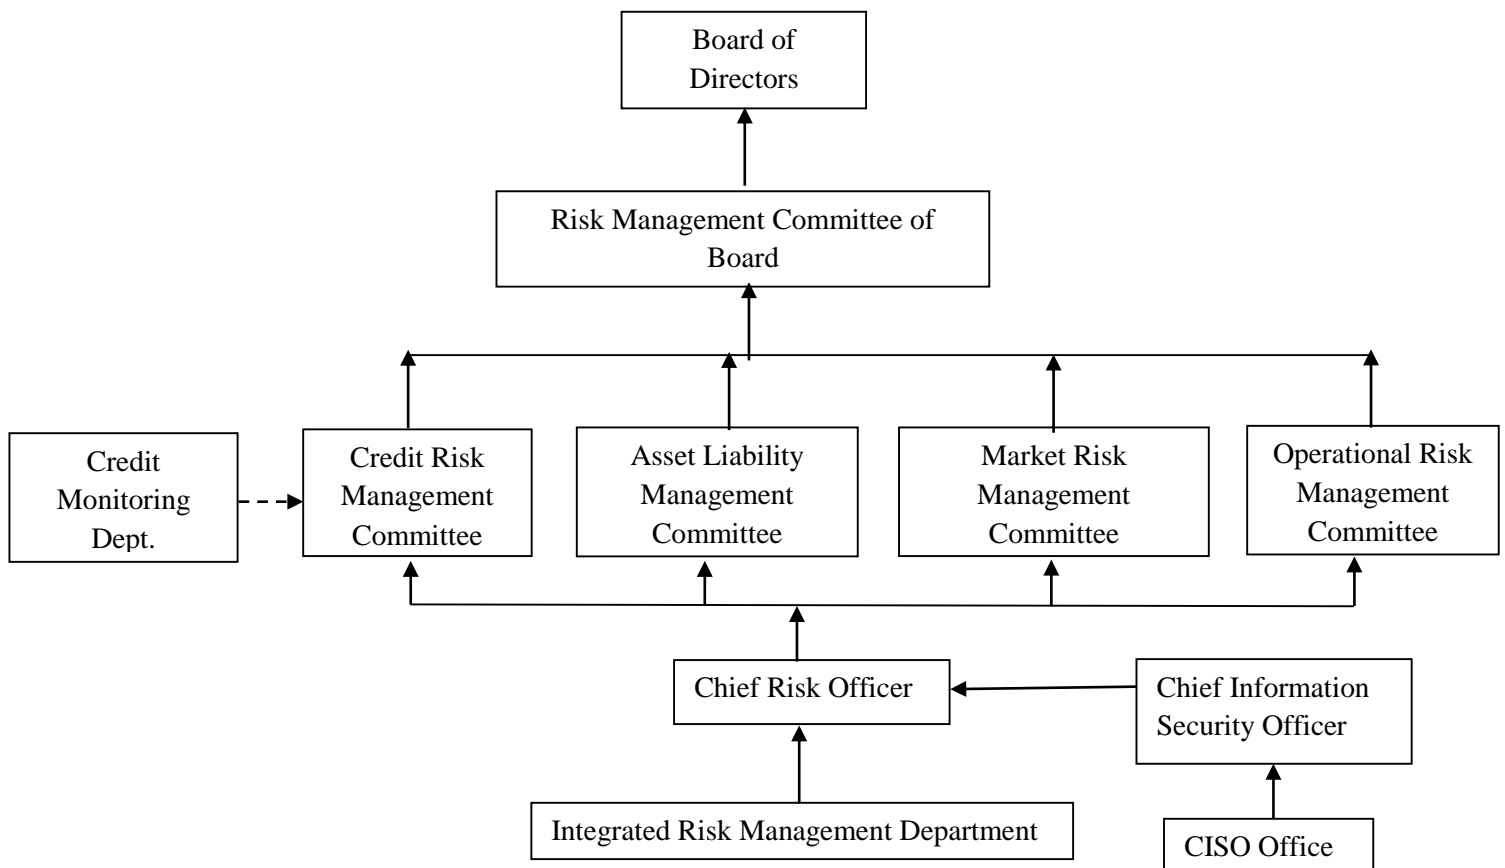 Board of
Directors
Risk Management Committee of
Board
Credit
Monitoring
Dept.
Credit Risk
Management
Committee
Asset Liability
Management
Committee
Market Risk
Management
Committee
Operational Risk
Management
Committee
Chief Risk Officer
Chief Information
Security Officer
Integrated Risk Management Department
CISO Office